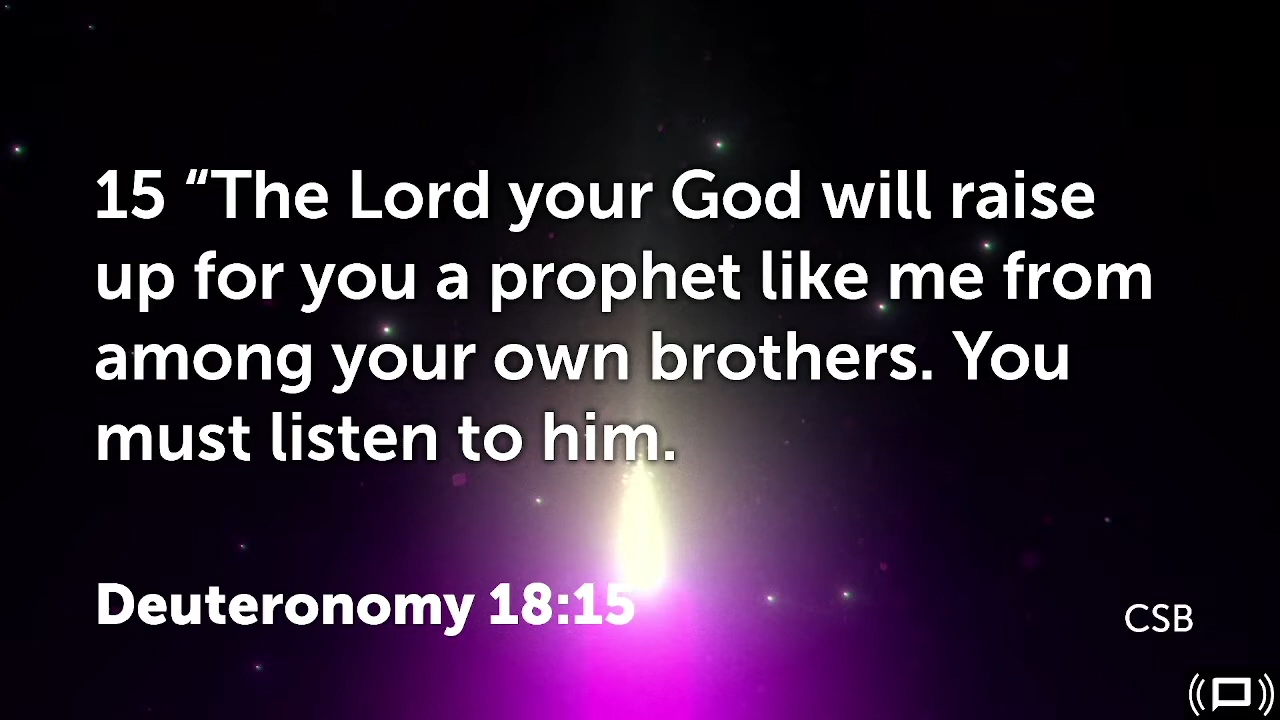 15 “The Lord your God will raise
up for you a prophet like me from
among your own brothers. You
must listen to him.
Deuteronomy 18:15
CSB